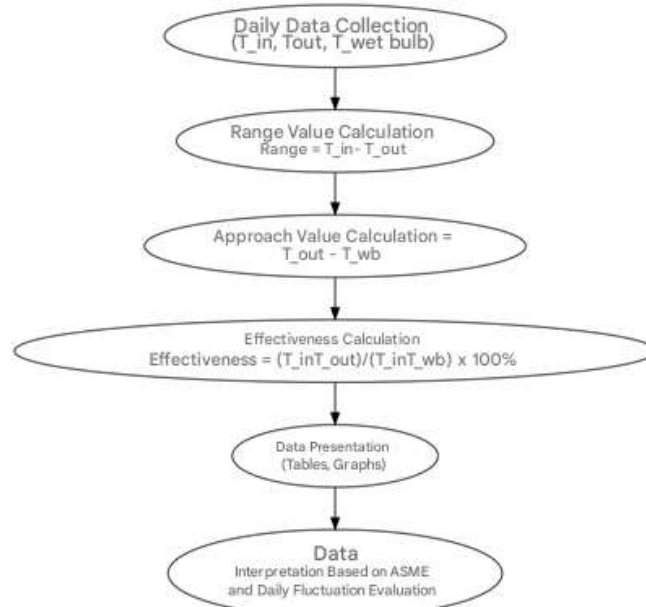 Daily Data Collection
(T_in, Tout, T_wet bulb)
Range Value Calculation
Range = T_in- T_out
Approach Value Calculation =
T_out - T_wb
Effectiveness Calculation
Effectiveness = (T_inT_out)/(T_inT_wb) x 100%
Data Presentation
(Tables, Graphs)
Data
Interpretation Based on ASME
and Daily Fluctuation Evaluation